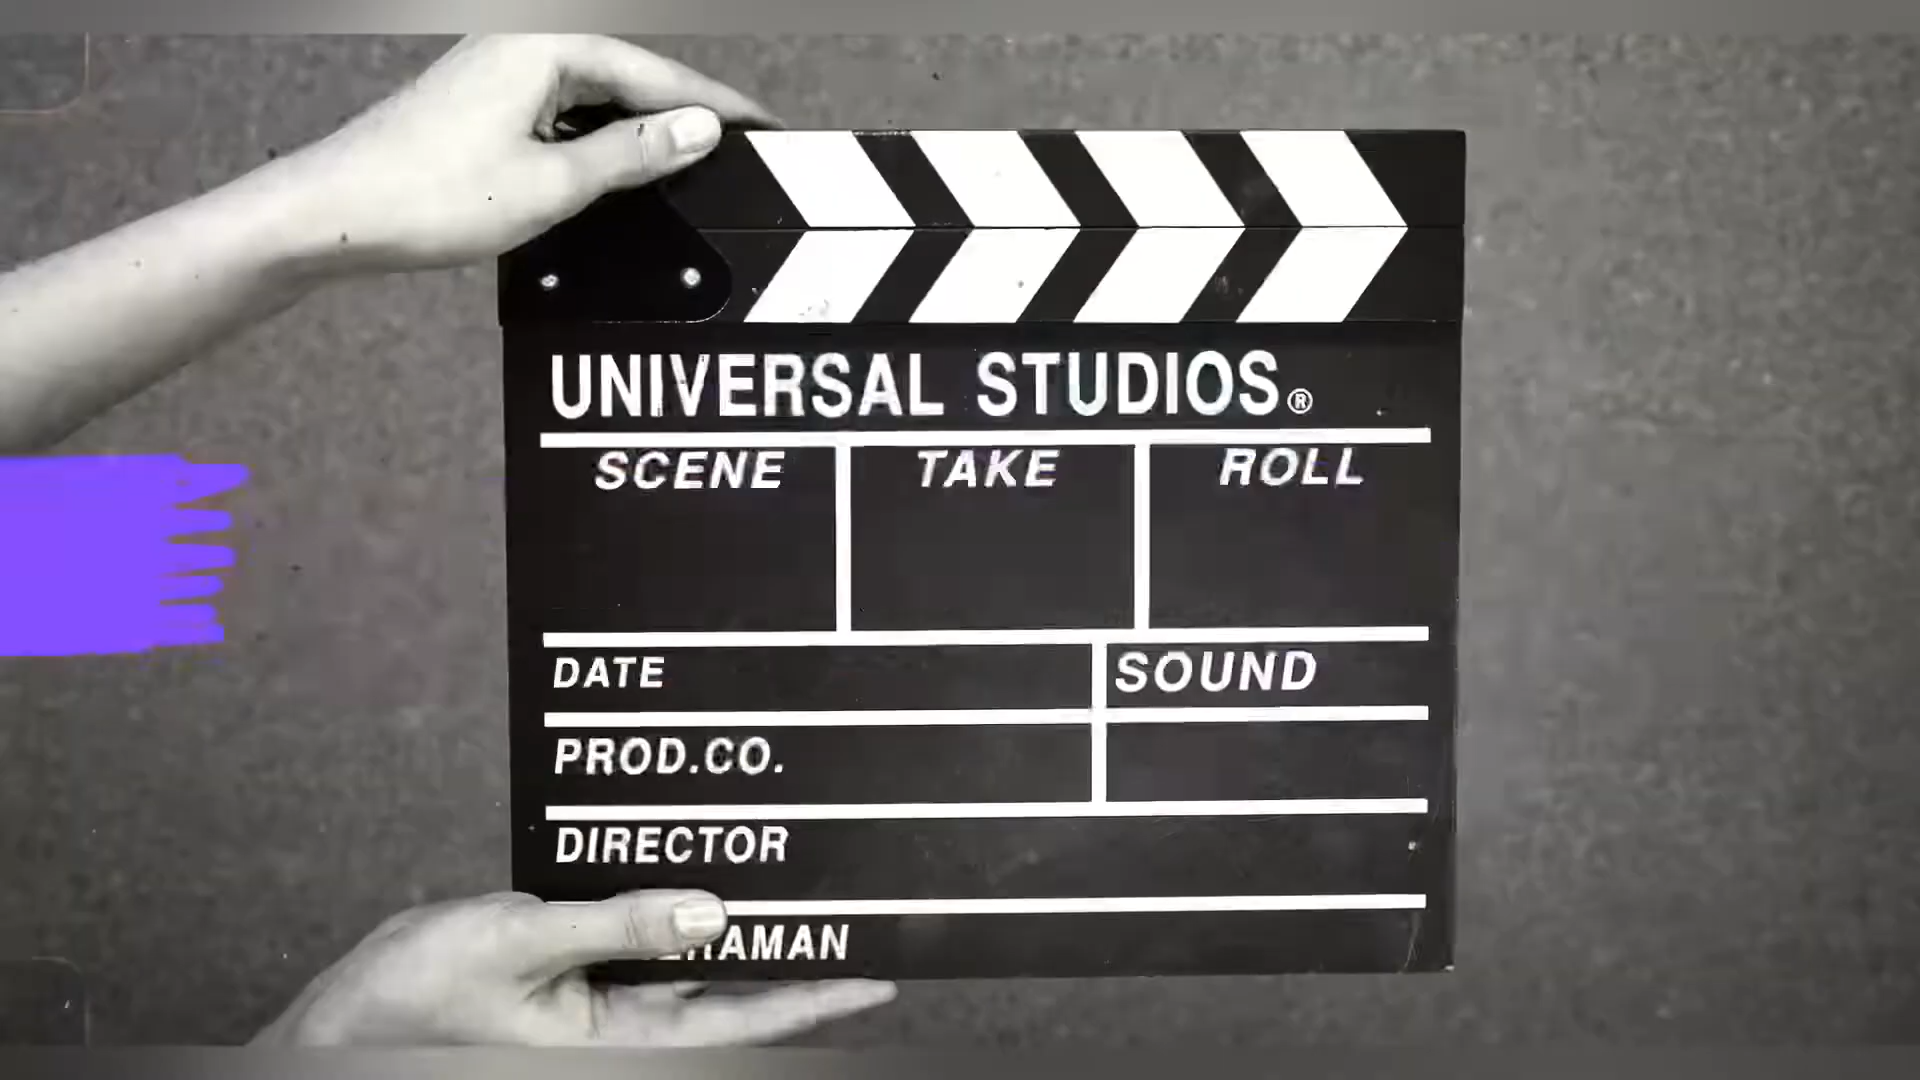 UNIVERSAL STUDIOS®
SCENE TAKE ROLL
DATE SOUND
PROD.CO.
DIRECTOR